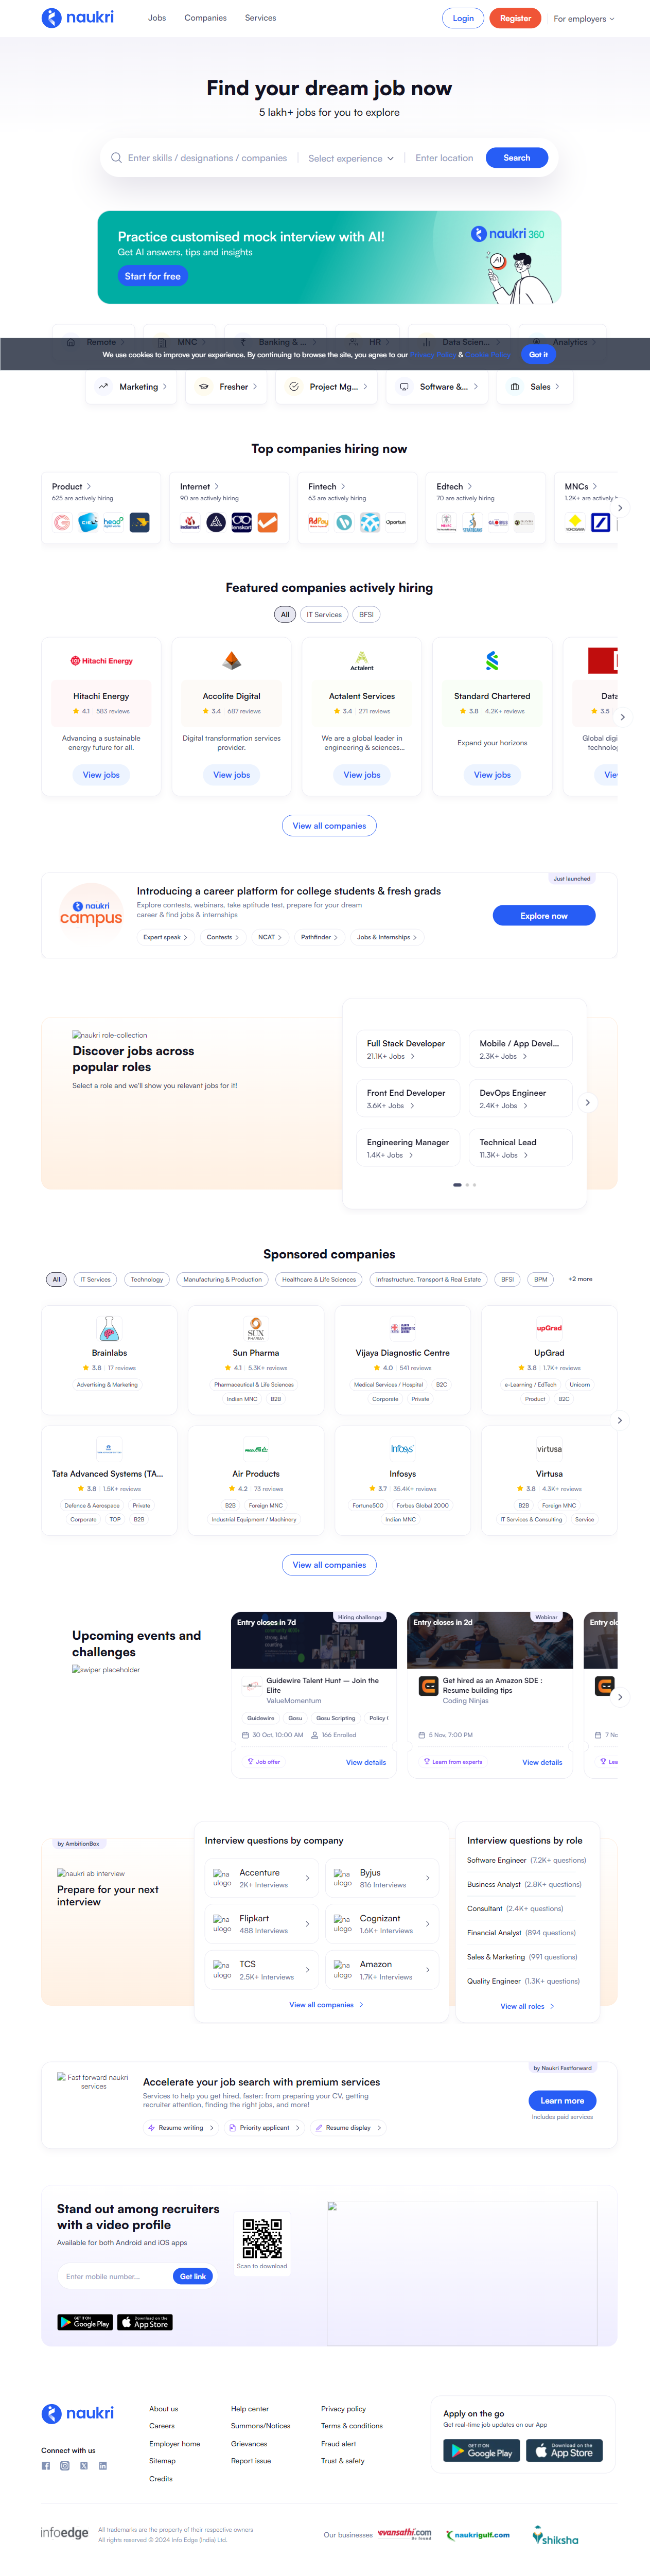 naukri
Jobs
Companies
Services
Login
Register
For employers
Find your dream job now
5 lakh+ jobs for you to explore
Enter skills / designations / companies
Select experience
Enter location
Search
Practice customised mock interview with AI!
Get AI answers, tips and insights
Start for free
naukri 360
AI
Remote
MNC
Banking & ...
HR
Data Scien...
Analytics
We use cookies to improve your experience. By continuing to browse the site, you agree to our Privacy Policy & Cookie Policy
Got it
Marketing
Fresher
Project Mg...
Software &...
Sales
Top companies hiring now
Product
625 are actively hiring
Internet
90 are actively hiring
Fintech
63 are actively hiring
Edtech
70 are actively hiring
MNCs
1.2K+ are actively h
Featured companies actively hiring
All
IT Services
BFSI
Hitachi Energy
Hitachi Energy
4.1 583 reviews
Advancing a sustainable
energy future for all.
View jobs
Accolite Digital
3.4 687 reviews
Digital transformation services
provider.
View jobs
Actalent
Actalent Services
3.4 271 reviews
We are a global leader in
engineering & sciences...
View jobs
Standard Chartered
3.8 4.2K+ reviews
Expand your horizons
View jobs
Data
3.5
Global digi
technolog
Vie
View all companies
Just launched
naukri
campus
Introducing a career platform for college students & fresh grads
Explore contests, webinars, take aptitude test, prepare for your dream
career & find jobs & internships
Expert speak
Contests
NCAT
Pathfinder
Jobs & Internships
Explore now
naukri role-collection
Discover jobs across
popular roles
Select a role and we'll show you relevant jobs for it!
Full Stack Developer
21.1K+ Jobs
Mobile / App Devel...
2.3K+ Jobs
Front End Developer
3.6K+ Jobs
DevOps Engineer
2.4K+ Jobs
Engineering Manager
1.4K+ Jobs
Technical Lead
11.3K+ Jobs
Sponsored companies
All
IT Services
Technology
Manufacturing & Production
Healthcare & Life Sciences
Infrastructure, Transport & Real Estate
BFSI
BPM
+2 more
Brainlabs
3.8 17 reviews
Advertising & Marketing
SUN
PHARMA
Sun Pharma
4.1 5.3K+ reviews
Pharmaceutical & Life Sciences
Indian MNC
B2B
Vijaya Diagnostic Centre
4.0 541 reviews
Medical Services / Hospital
B2C
Corporate
Private
upGrad
UpGrad
3.8 1.7K+ reviews
e-Learning / EdTech
Unicorn
Product
B2C
Tata Advanced Systems (TA...
3.8 1.5K+ reviews
Defence & Aerospace
Private
Corporate
TOP
B2B
Air Products
4.2 73 reviews
B2B
Foreign MNC
Industrial Equipment / Machinery
Infosys
Infosys
3.7 35.4K+ reviews
Fortune500
Forbes Global 2000
Indian MNC
virtusa
Virtusa
3.8 4.3K+ reviews
B2B
Foreign MNC
IT Services & Consulting
Service
View all companies
Upcoming events and
challenges
swiper placeholder
Entry closes in 7d
Hiring challenge
Guidewire Talent Hunt – Join the
Elite
ValueMomentum
Guidewire
Gosu
Gosu Scripting
Policy I
30 Oct, 10:00 AM
166 Enrolled
Job offer
View details
Entry closes in 2d
Webinar
Get hired as an Amazon SDE :
Resume building tips
Coding Ninjas
5 Nov, 7:00 PM
Learn from experts
View details
Entry clo
7 Nc
Lea
by AmbitionBox
naukri ab interview
Prepare for your next
interview
Interview questions by company
na
ulogo
Accenture
2K+ Interviews
na
ulogo
Byjus
816 Interviews
na
ulogo
Flipkart
488 Interviews
na
ulogo
Cognizant
1.6K+ Interviews
na
ulogo
TCS
2.5K+ Interviews
na
ulogo
Amazon
1.7K+ Interviews
View all companies
Interview questions by role
Software Engineer (7.2K+ questions)
Business Analyst (2.8K+ questions)
Consultant (2.4K+ questions)
Financial Analyst (894 questions)
Sales & Marketing (991 questions)
Quality Engineer (1.3K+ questions)
View all roles
by Naukri Fastforward
Fast forward naukri
services
Accelerate your job search with premium services
Services to help you get hired, faster: from preparing your CV, getting
recruiter attention, finding the right jobs, and more!
Resume writing
Priority applicant
Resume display
Learn more
Includes paid services
Stand out among recruiters
with a video profile
Available for both Android and iOS apps
Enter mobile number...
Get link
Scan to download
GET IT ON
Google Play
Download on the
App Store
naukri
Connect with us
About us
Careers
Employer home
Sitemap
Credits
Help center
Summons/Notices
Grievances
Report issue
Privacy policy
Terms & conditions
Fraud alert
Trust & safety
Apply on the go
Get real-time job updates on our App
GET IT ON
Google Play
Download on the
App Store
infoedge
All trademarks are the property of their respective owners
All rights reserved © 2024 Info Edge (India) Ltd.
Our businesses
naukrigulf.com
shiksha